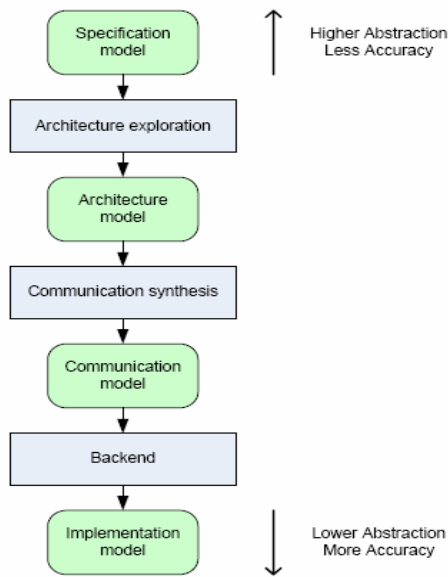 Specification
model
Higher Abstraction
Less Accuracy
Architecture exploration
Architecture
model
Communication synthesis
Communication
model
Backend
Implementation
model
Lower Abstraction
More Accuracy